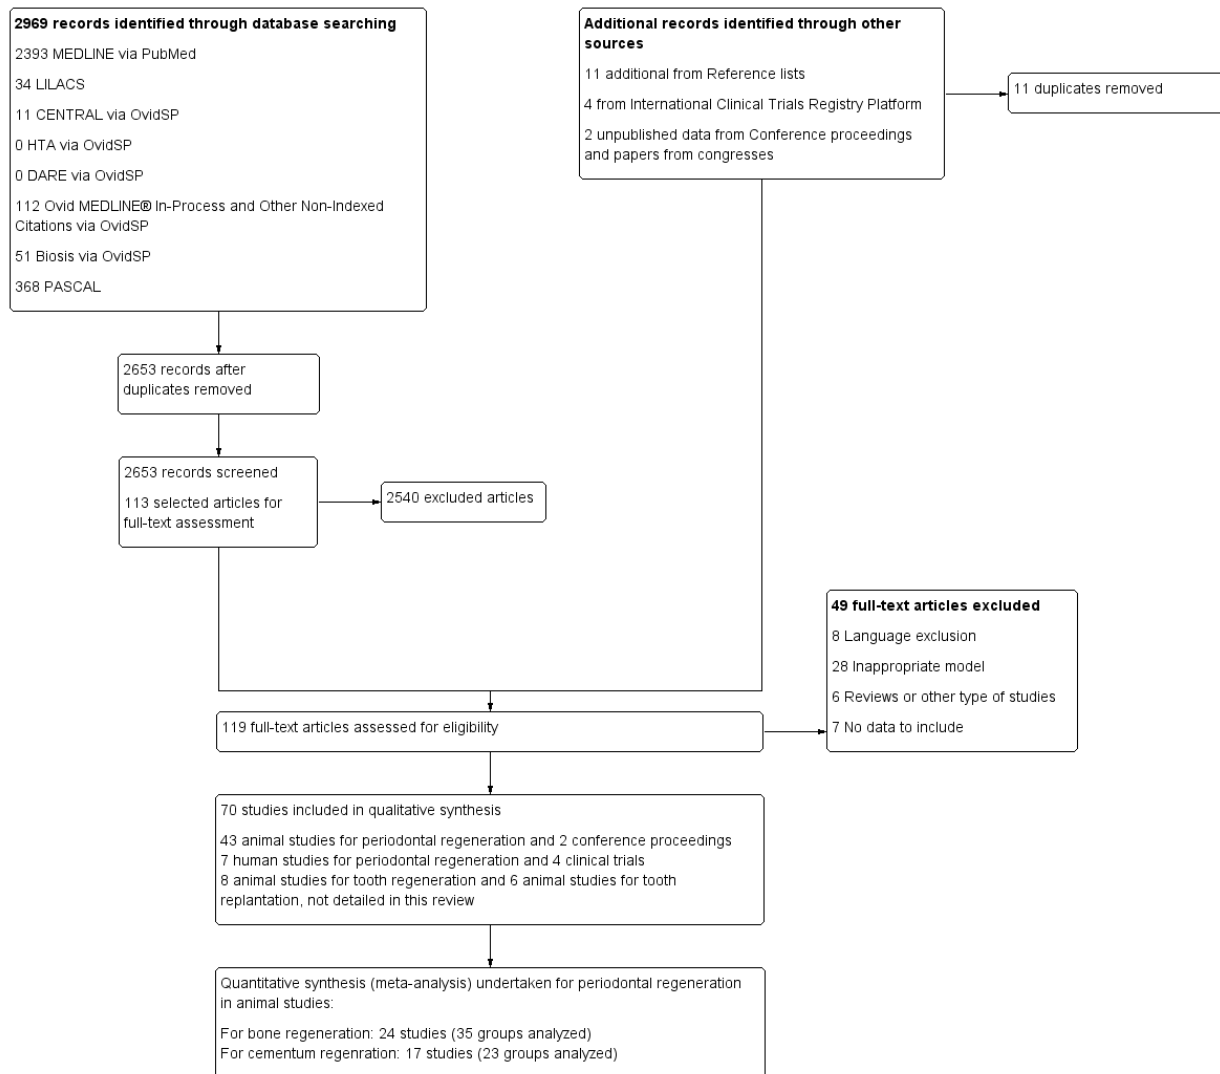 2969 records identified through database searching
2393 MEDLINE via PubMed
34 LILACS
11 CENTRAL via OvidSP
0 HTA via OvidSP
0 DARE via OvidSP
112 Ovid MEDLINE® In-Process and Other Non-Indexed
Citations via OvidSP
51 Biosis via OvidSP
368 PASCAL
Additional records identified through other
sources
11 additional from Reference lists
4 from International Clinical Trials Registry Platform
2 unpublished data from Conference proceedings
and papers from congresses
11 duplicates removed
2653 records after
duplicates removed
2653 records screened
113 selected articles for
full-text assessment
2540 excluded articles
49 full-text articles excluded
8 Language exclusion
28 Inappropriate model
6 Reviews or other type of studies
7 No data to include
119 full-text articles assessed for eligibility
70 studies included in qualitative synthesis
43 animal studies for periodontal regeneration and 2 conference proceedings
7 human studies for periodontal regeneration and 4 clinical trials
8 animal studies for tooth regeneration and 6 animal studies for tooth
replantation, not detailed in this review
Quantitative synthesis (meta-analysis) undertaken for periodontal regeneration
in animal studies:
For bone regeneration: 24 studies (35 groups analyzed)
For cementum regenration: 17 studies (23 groups analyzed)